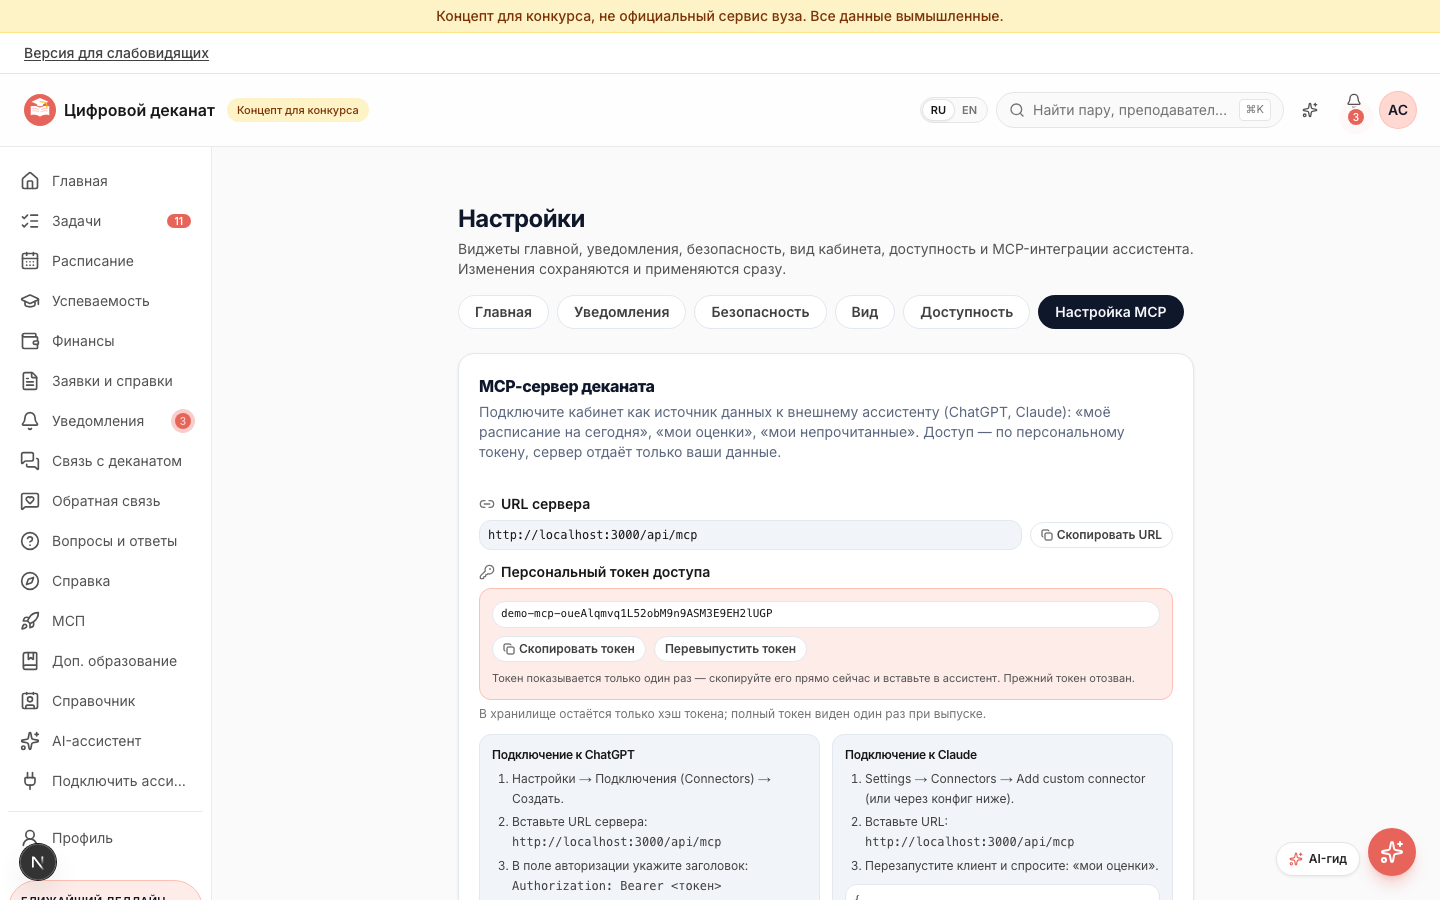 Концепт для конкурса, не официальный сервис вуза. Все данные вымышленные.
Версия для слабовидящих
Цифровой деканат
Концепт для конкурса
RU EN
Найти пару, преподавател...
⌘K
3
АС
Главная
Задачи 11
Расписание
Успеваемость
Финансы
Заявки и справки
Уведомления 3
Связь с деканатом
Обратная связь
Вопросы и ответы
Справка
МСП
Доп. образование
Справочник
AI-ассистент
Подключить асси...
Профиль
N
Настройки
Виджеты главной, уведомления, безопасность, вид кабинета, доступность и MCP-интеграции ассистента.
Изменения сохраняются и применяются сразу.
Главная
Уведомления
Безопасность
Вид
Доступность
Настройка MCP
MCP-сервер деканата
Подключите кабинет как источник данных к внешнему ассистенту (ChatGPT, Claude): «моё
расписание на сегодня», «мои оценки», «мои непрочитанные». Доступ — по персональному
токену, сервер отдаёт только ваши данные.
URL сервера
http://localhost:3000/api/mcp
Скопировать URL
Персональный токен доступа
demo-mcp-oueAlqmvq1L52obM9n9ASM3E9EH2lUGP
Скопировать токен
Перевыпустить токен
Токен показывается только один раз — скопируйте его прямо сейчас и вставьте в ассистент. Прежний токен отозван.
В хранилище остаётся только хэш токена; полный токен виден один раз при выпуске.
Подключение к ChatGPT
1. Настройки → Подключения (Connectors) →
Создать.
2. Вставьте URL сервера:
http://localhost:3000/api/mcp
3. В поле авторизации укажите заголовок:
Authorization: Bearer <токен>
Подключение к Claude
1. Settings → Connectors → Add custom connector
(или через конфиг ниже).
2. Вставьте URL:
http://localhost:3000/api/mcp
3. Перезапустите клиент и спросите: «мои оценки».
AI-гид